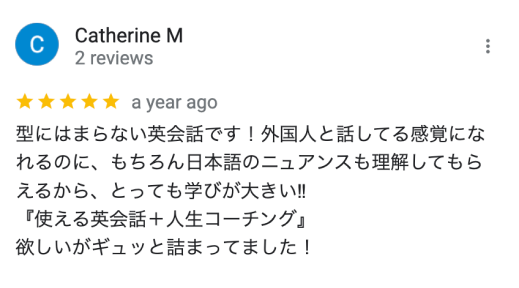 C
Catherine M
2 reviews
★★★★★ a year ago
型にはまらない英会話です！外国人と話してる感覚にな
れるのに、もちろん日本語のニュアンスも理解してもら
えるから、とっても学びが大きい‼
『使える英会話＋人生コーチング』
欲しいがギュッと詰まってました！